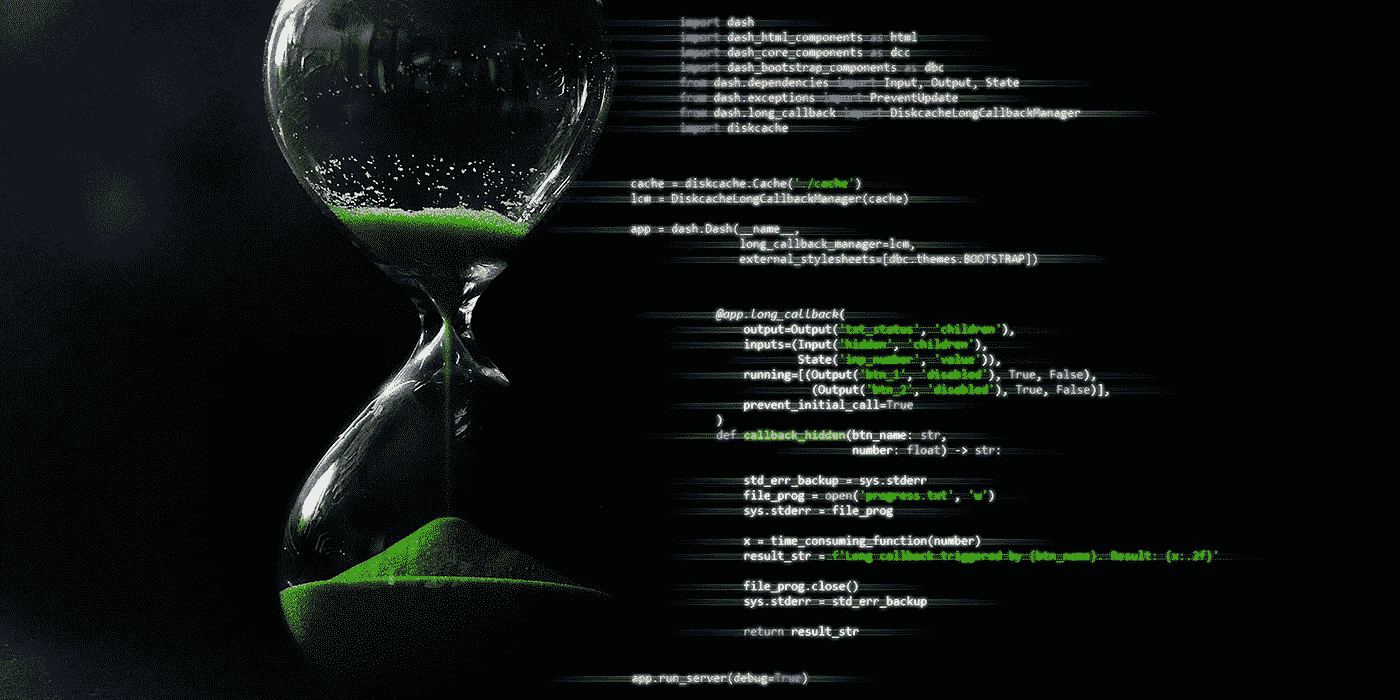 import dash
import dash_html_components as html
import dash_core_components as dcc
import dash_bootstrap_components as dbc
from dash.dependencies import Input, Output, State
from dash.exceptions import PreventUpdate
from dash.long_callback import DiskcacheLongCallbackManager
import diskcache
cache = diskcache.Cache('./cache')
lcm = DiskcacheLongCallbackManager(cache)
app = dash.Dash(__name__,
long_callback_manager=lcm,
external_stylesheets=[dbc.themes.BOOTSTRAP])
@app.long_callback(
output=Output('txt_status', 'children'),
inputs=(Input('hidden', 'children'),
State('inp_number', 'value')),
running=[(Output('btn_1', 'disabled'), True, False),
(Output('btn_2', 'disabled'), True, False)],
prevent_initial_call=True
)
def callback_hidden(btn_name: str,
number: float) -> str:
std_err_backup = sys.stderr
file_prog = open('progress.txt', 'w')
sys.stderr = file_prog
x = time_consuming_function(number)
result_str = f'Long callback triggered by {btn_name}. Result: {x:.2f}'
file_prog.close()
sys.stderr = std_err_backup
return result_str
app.run_server(debug=True)